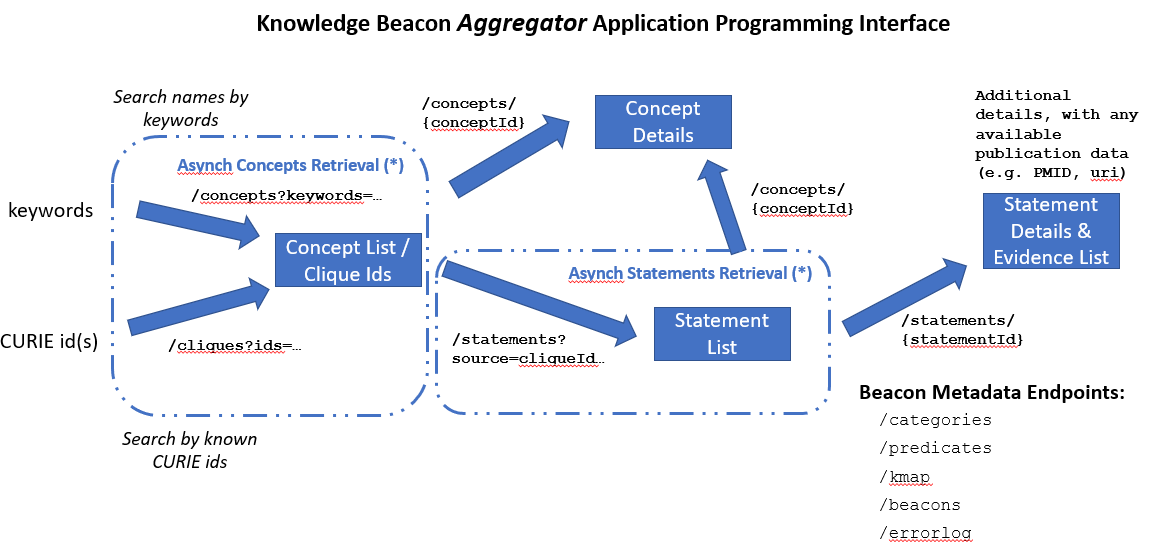 Knowledge Beacon Aggregator Application Programming Interface
Search names by
keywords
Asynch Concepts Retrieval (*)
/concepts?keywords=…
keywords
Concept List /
Clique Ids
CURIE id(s)
/cliques?ids=…
Search by known
CURIE ids
/concepts/
{conceptId}
Concept
Details
/concepts/
{conceptId}
Asynch Statements Retrieval (*)
/statements?
source=cliqueId…
Statement
List
Additional
details, with any
available
publication data
(e.g. PMID, uri)
Statement
Details &
Evidence List
/statements/
{statementId}
Beacon Metadata Endpoints:
/categories
/predicates
/kmap
/beacons
/errorlog